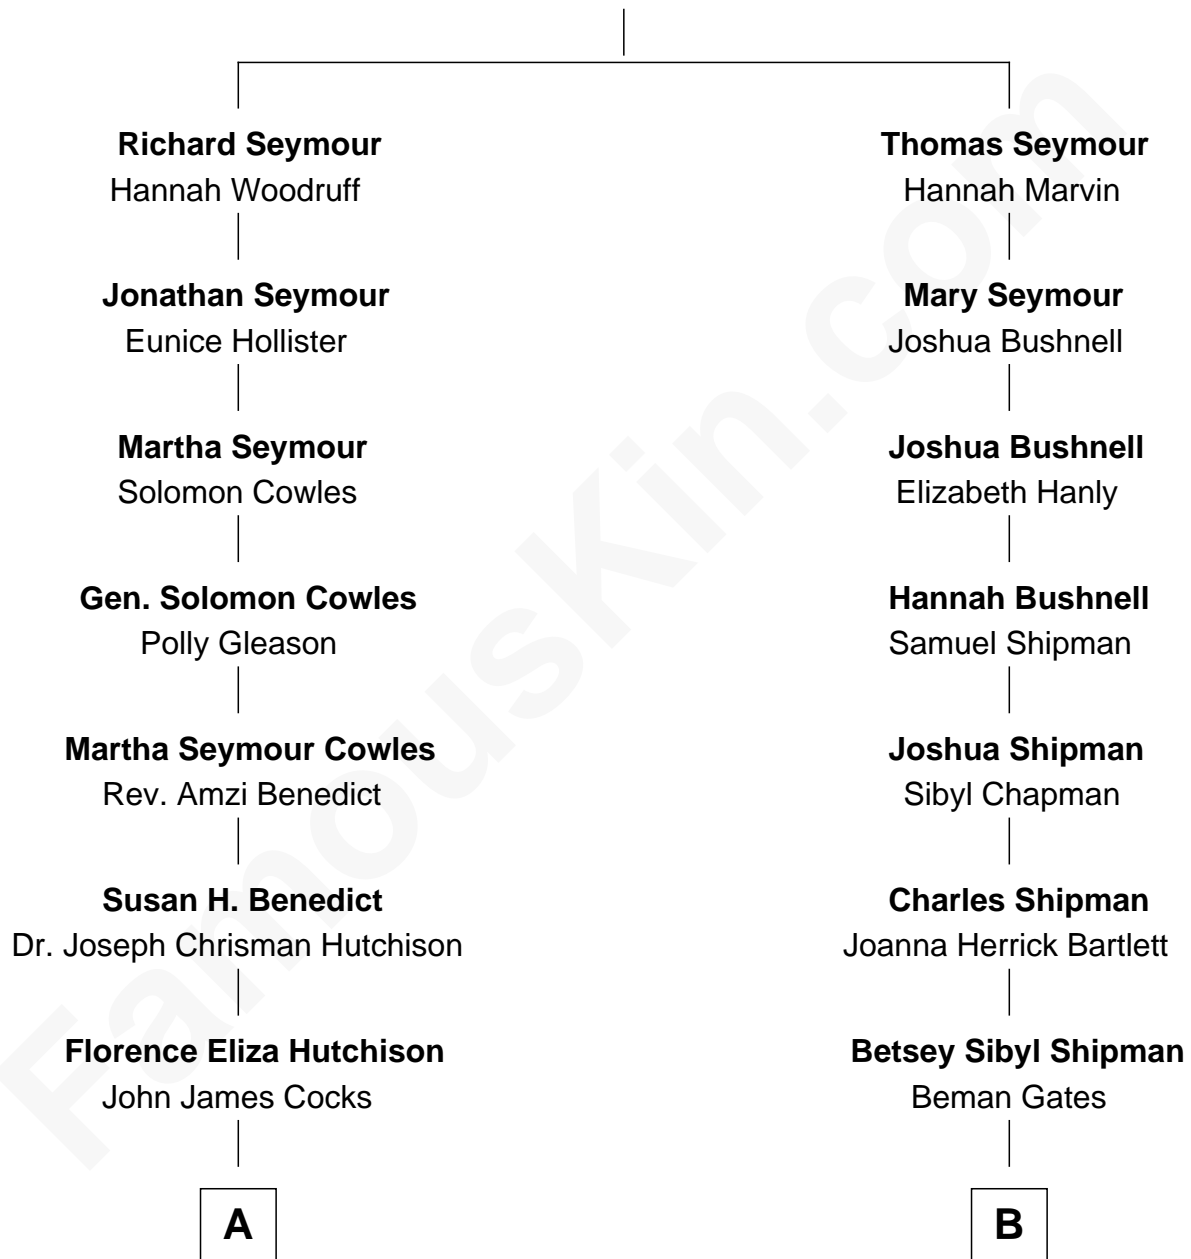 Richard Seymour
Hannah Woodruff
Jonathan Seymour
Eunice Hollister
Martha Seymour
Solomon Cowles
Gen. Solomon Cowles
Polly Gleason
Martha Seymour Cowles
Rev. Amzi Benedict
Susan H. Benedict
Dr. Joseph Chrisman Hutchison
Florence Eliza Hutchison
John James Cocks
A
Thomas Seymour
Hannah Marvin
Mary Seymour
Joshua Bushnell
Joshua Bushnell
Elizabeth Hanly
Hannah Bushnell
Samuel Shipman
Joshua Shipman
Sibyl Chapman
Charles Shipman
Joanna Herrick Bartlett
Betsey Sibyl Shipman
Beman Gates
B
FamousKin.com